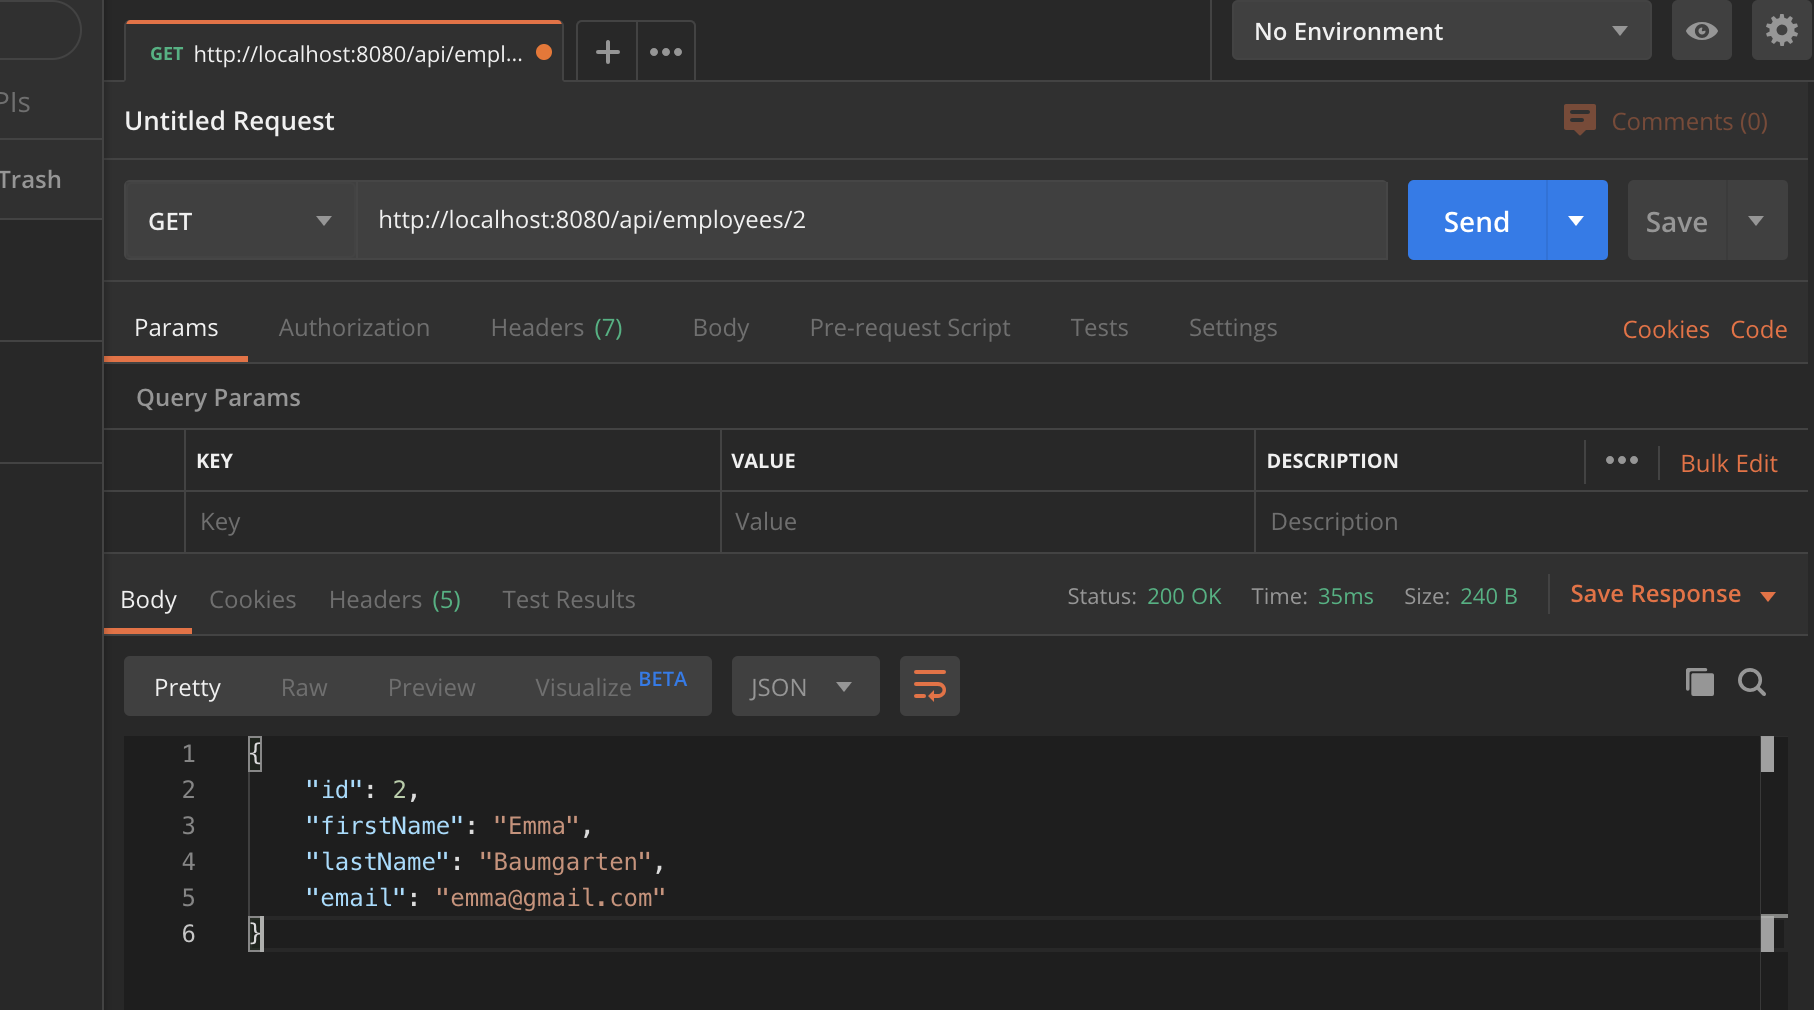 GET http://localhost:8080/api/empl...
No Environment
PIs
Untitled Request
Comments (0)
Trash
GET http://localhost:8080/api/employees/2
Send
Save
Params Authorization Headers (7) Body Pre-request Script Tests Settings
Cookies Code
Query Params
KEY VALUE DESCRIPTION
Bulk Edit
Key Value Description
Body Cookies Headers (5) Test Results
Status: 200 OK Time: 35ms Size: 240 B
Save Response
Pretty Raw Preview Visualize BETA
JSON
1 {
2 "id": 2,
3 "firstName": "Emma",
4 "lastName": "Baumgarten",
5 "email": "emma@gmail.com"
6 }